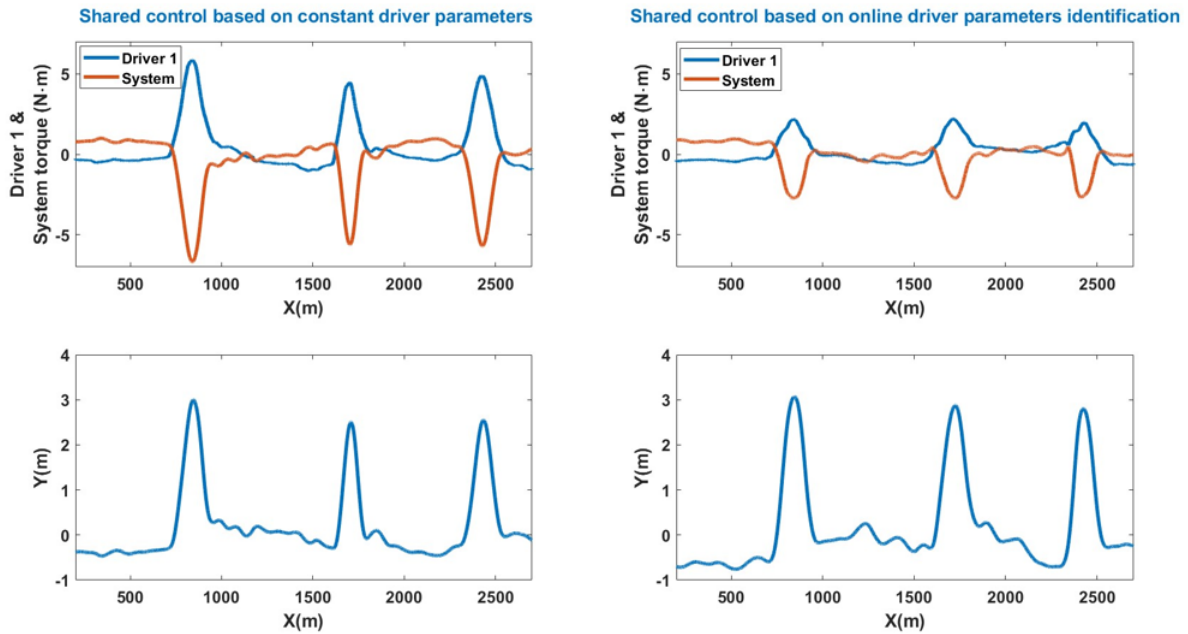 Shared control based on constant driver parameters
Driver 1 &
System torque (N·m)
5
0
-5
Driver 1
System
500
1000
1500
2000
2500
X(m)
Shared control based on online driver parameters identification
Driver 1 &
System torque (N·m)
5
0
-5
Driver 1
System
500
1000
1500
2000
2500
X(m)
Y(m)
4
3
2
1
0
-1
500
1000
1500
2000
2500
X(m)
Y(m)
4
3
2
1
0
-1
500
1000
1500
2000
2500
X(m)